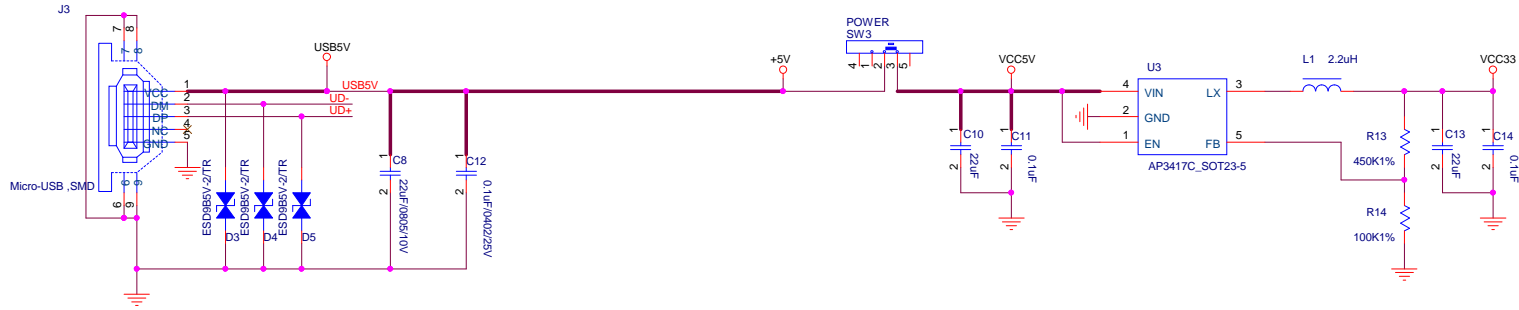 J3
7
8
7
8
VCC
DM
DP
NC
GND
1
2
3
4
5
6
9
6
9
Micro-USB ,SMD
USB5V
USB5V
UD-
UD+
ESD9B5V-2/TR
D3
ESD9B5V-2/TR
D4
ESD9B5V-2/TR
D5
1
2
C8
22uF/0805/10V
1
2
C12
0.1uF/0402/25V
+5V
POWER
SW3
4
1
2
3
5
VCC5V
1
2
C10
22uF
1
2
C11
0.1uF
U3
4
VIN
LX
3
2
GND
1
EN
FB
5
AP3417C_SOT23-5
L1
2.2uH
VCC33
R13
450K1%
R14
100K1%
1
2
C13
22uF
1
2
C14
0.1uF